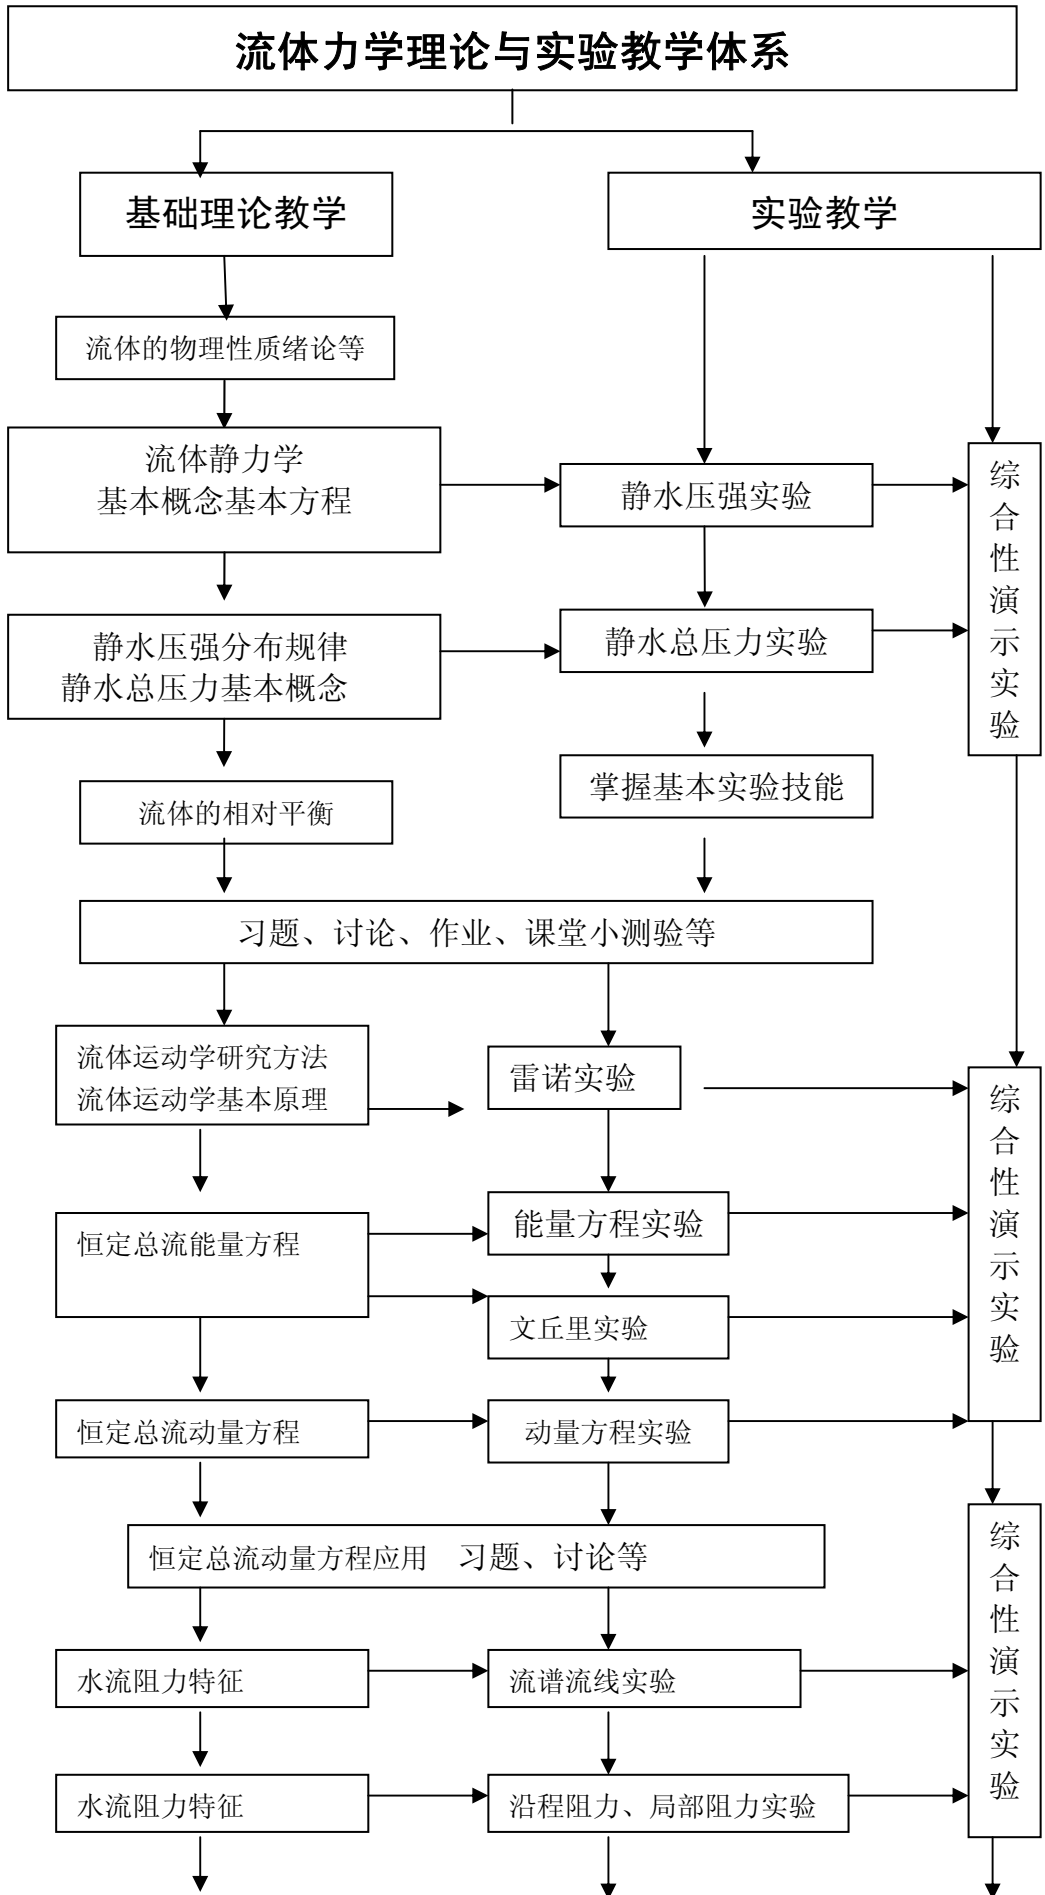 流体力学理论与实验教学体系
基础理论教学
实验教学
流体的物理性质绪论等
流体静力学
基本概念基本方程
静水压强实验
综合性演示实验
静水压强分布规律
静水总压力基本概念
静水总压力实验
流体的相对平衡
掌握基本实验技能
习题、讨论、作业、课堂小测验等
流体运动学研究方法
流体运动学基本原理
雷诺实验
综合性演示实验
恒定总流能量方程
能量方程实验
文丘里实验
恒定总流动量方程
动量方程实验
恒定总流动量方程应用 习题、讨论等
综合性演示实验
水流阻力特征
流谱流线实验
水流阻力特征
沿程阻力、局部阻力实验